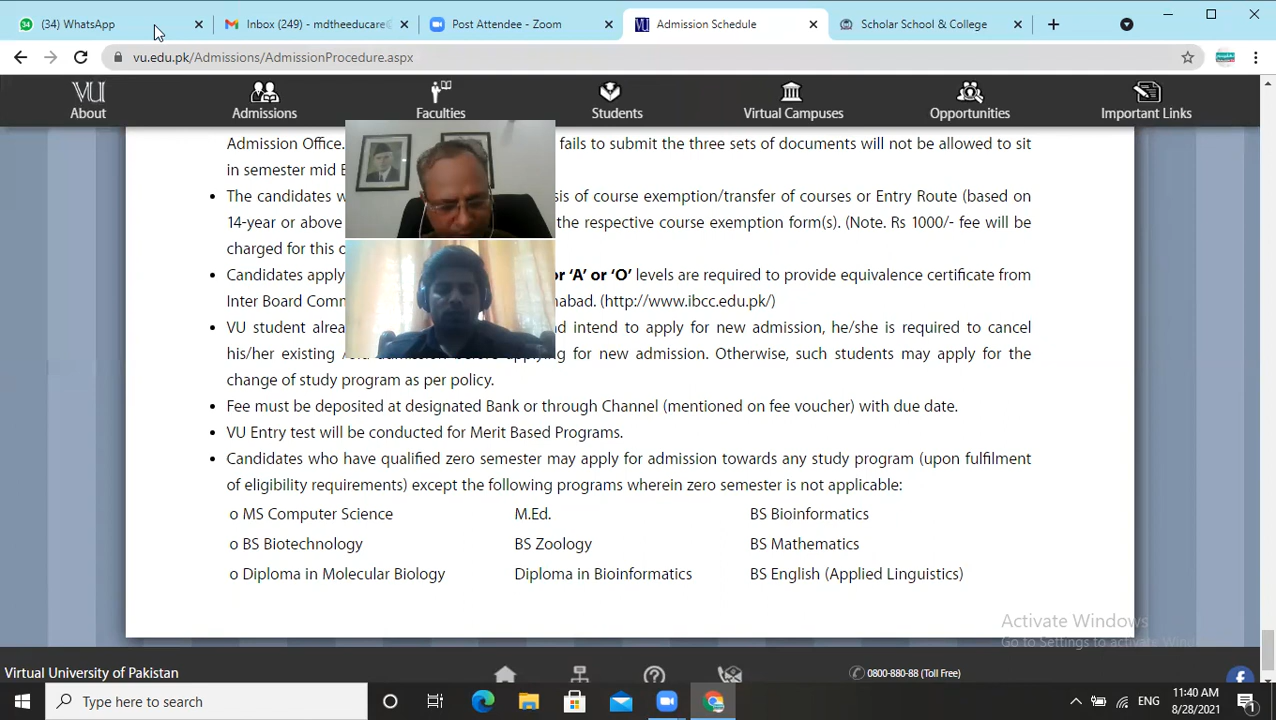 (34) WhatsApp
Inbox (249) - mdtheeducare@
Post Attendee - Zoom
Admission Schedule
Scholar School & College
vu.edu.pk/Admissions/AdmissionProcedure.aspx
VU
About
Admissions
Faculties
Students
Virtual Campuses
Opportunities
Important Links
Admission Office. fails to submit the three sets of documents will not be allowed to sit
in semester mid
The candidates of course exemption/transfer of courses or Entry Route (based on
14-year or above the respective course exemption form(s). (Note. Rs 1000/- fee will be
charged for this
Candidates apply or 'A' or 'O' levels are required to provide equivalence certificate from
Inter Board (http://www.ibcc.edu.pk/)
VU student intend to apply for new admission, he/she is required to cancel
his/her existing for new admission. Otherwise, such students may apply for the
change of study program as per policy.
Fee must be deposited at designated Bank or through Channel (mentioned on fee voucher) with due date.
VU Entry test will be conducted for Merit Based Programs.
Candidates who have qualified zero semester may apply for admission towards any study program (upon fulfilment
of eligibility requirements) except the following programs wherein zero semester is not applicable:
o MS Computer Science M.Ed. BS Bioinformatics
o BS Biotechnology BS Zoology BS Mathematics
o Diploma in Molecular Biology Diploma in Bioinformatics BS English (Applied Linguistics)
Activate Windows
Go to Settings to activate
Virtual University of Pakistan
0800-880-88 (Toll Free)
Type here to search
ENG
11:40 AM
8/28/2021